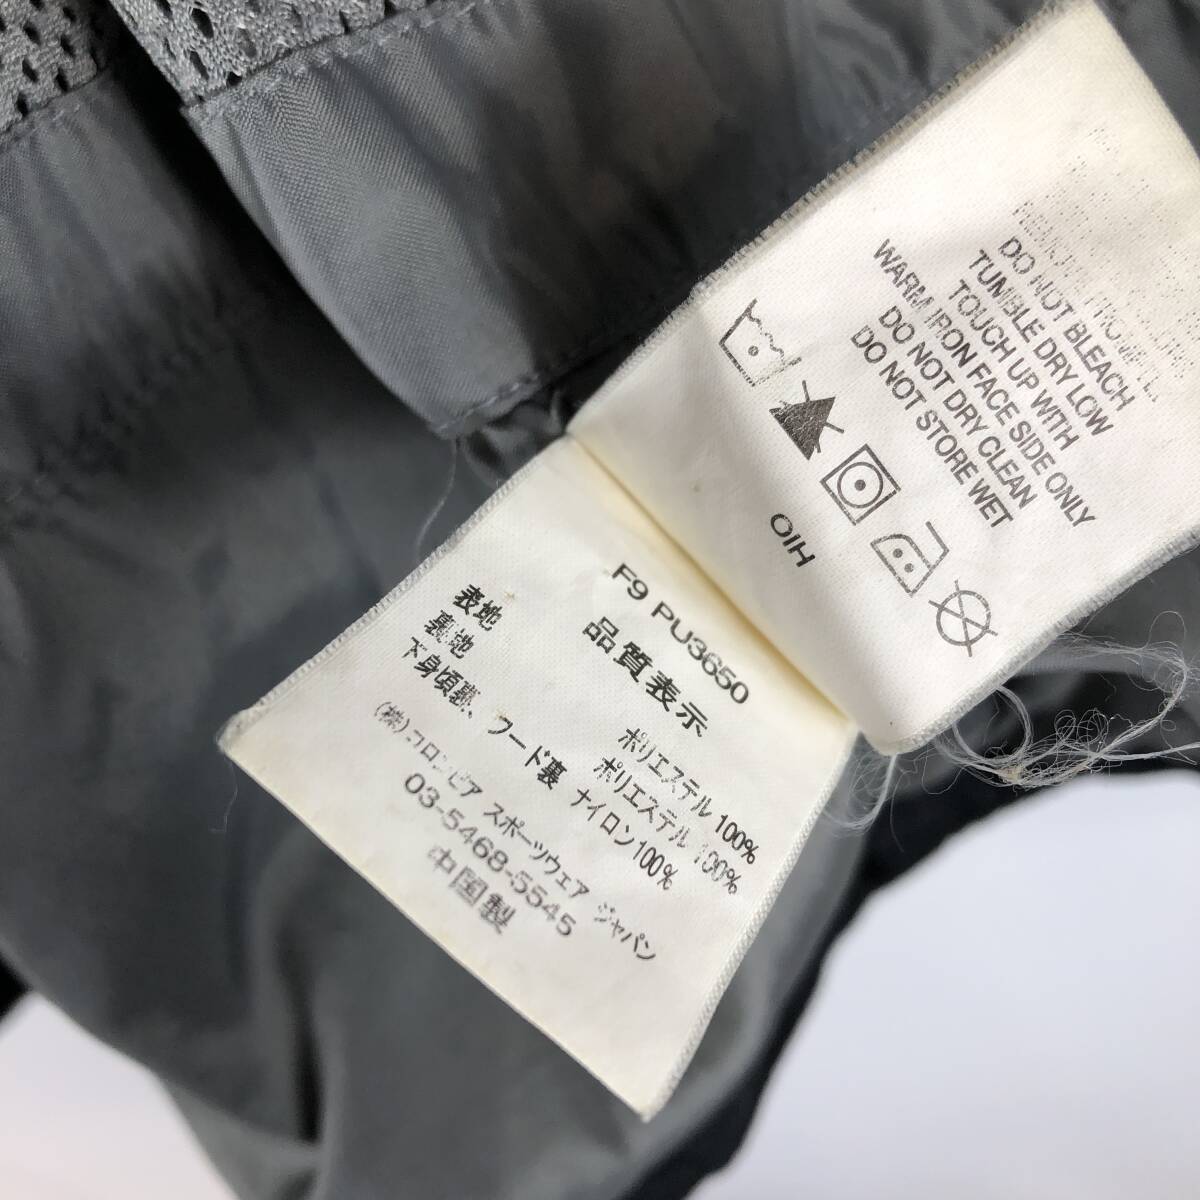 DO NOT BLEACH
TUMBLE DRY LOW
TOUCH UP WITH
WARM IRON FACE SIDE ONLY
DO NOT DRY CLEAN
DO NOT STORE WET
OIH
F9 PU3650
品質表示
表地 ポリエステル 100%
裏地 ポリエステル 100%
下身頃裏、フード裏 ナイロン100%
(株)コロンビア スポーツウェア ジャパン
03-5468-5545
中国製